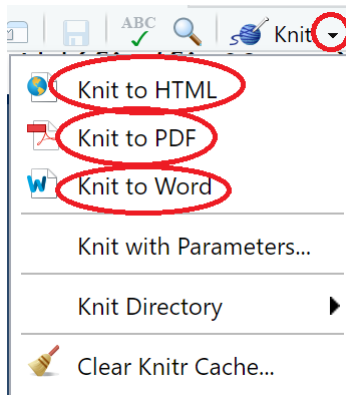 ABC
Knit
Knit to HTML
Knit to PDF
Knit to Word
Knit with Parameters...
Knit Directory
Clear Knitr Cache...